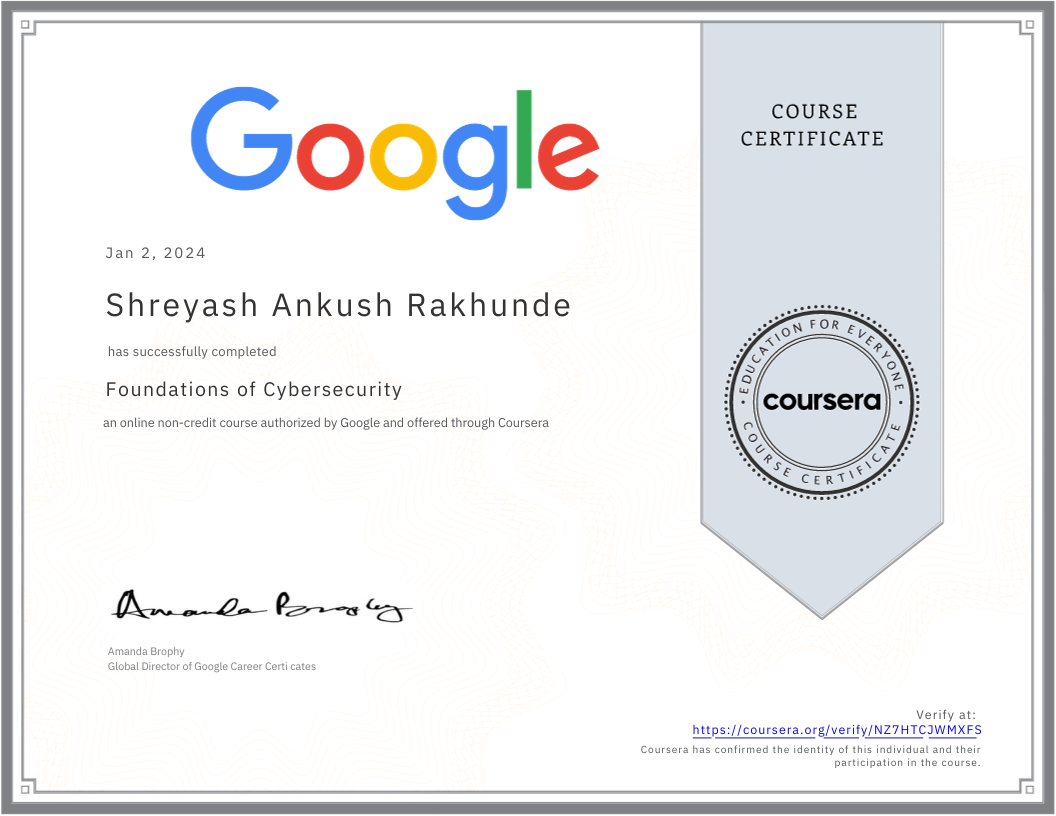 Google
COURSE
CERTIFICATE
Jan 2, 2024
Shreyash Ankush Rakhunde
has successfully completed
Foundations of Cybersecurity
an online non-credit course authorized by Google and offered through Coursera
EDUCATION FOR EVERYONE
coursera
COURSE CERTIFICATE
Amanda Brophy
Amanda Brophy
Global Director of Google Career Certi cates
Verify at:
https://coursera.org/verify/NZ7HTCJWMXFS
Coursera has confirmed the identity of this individual and their
participation in the course.